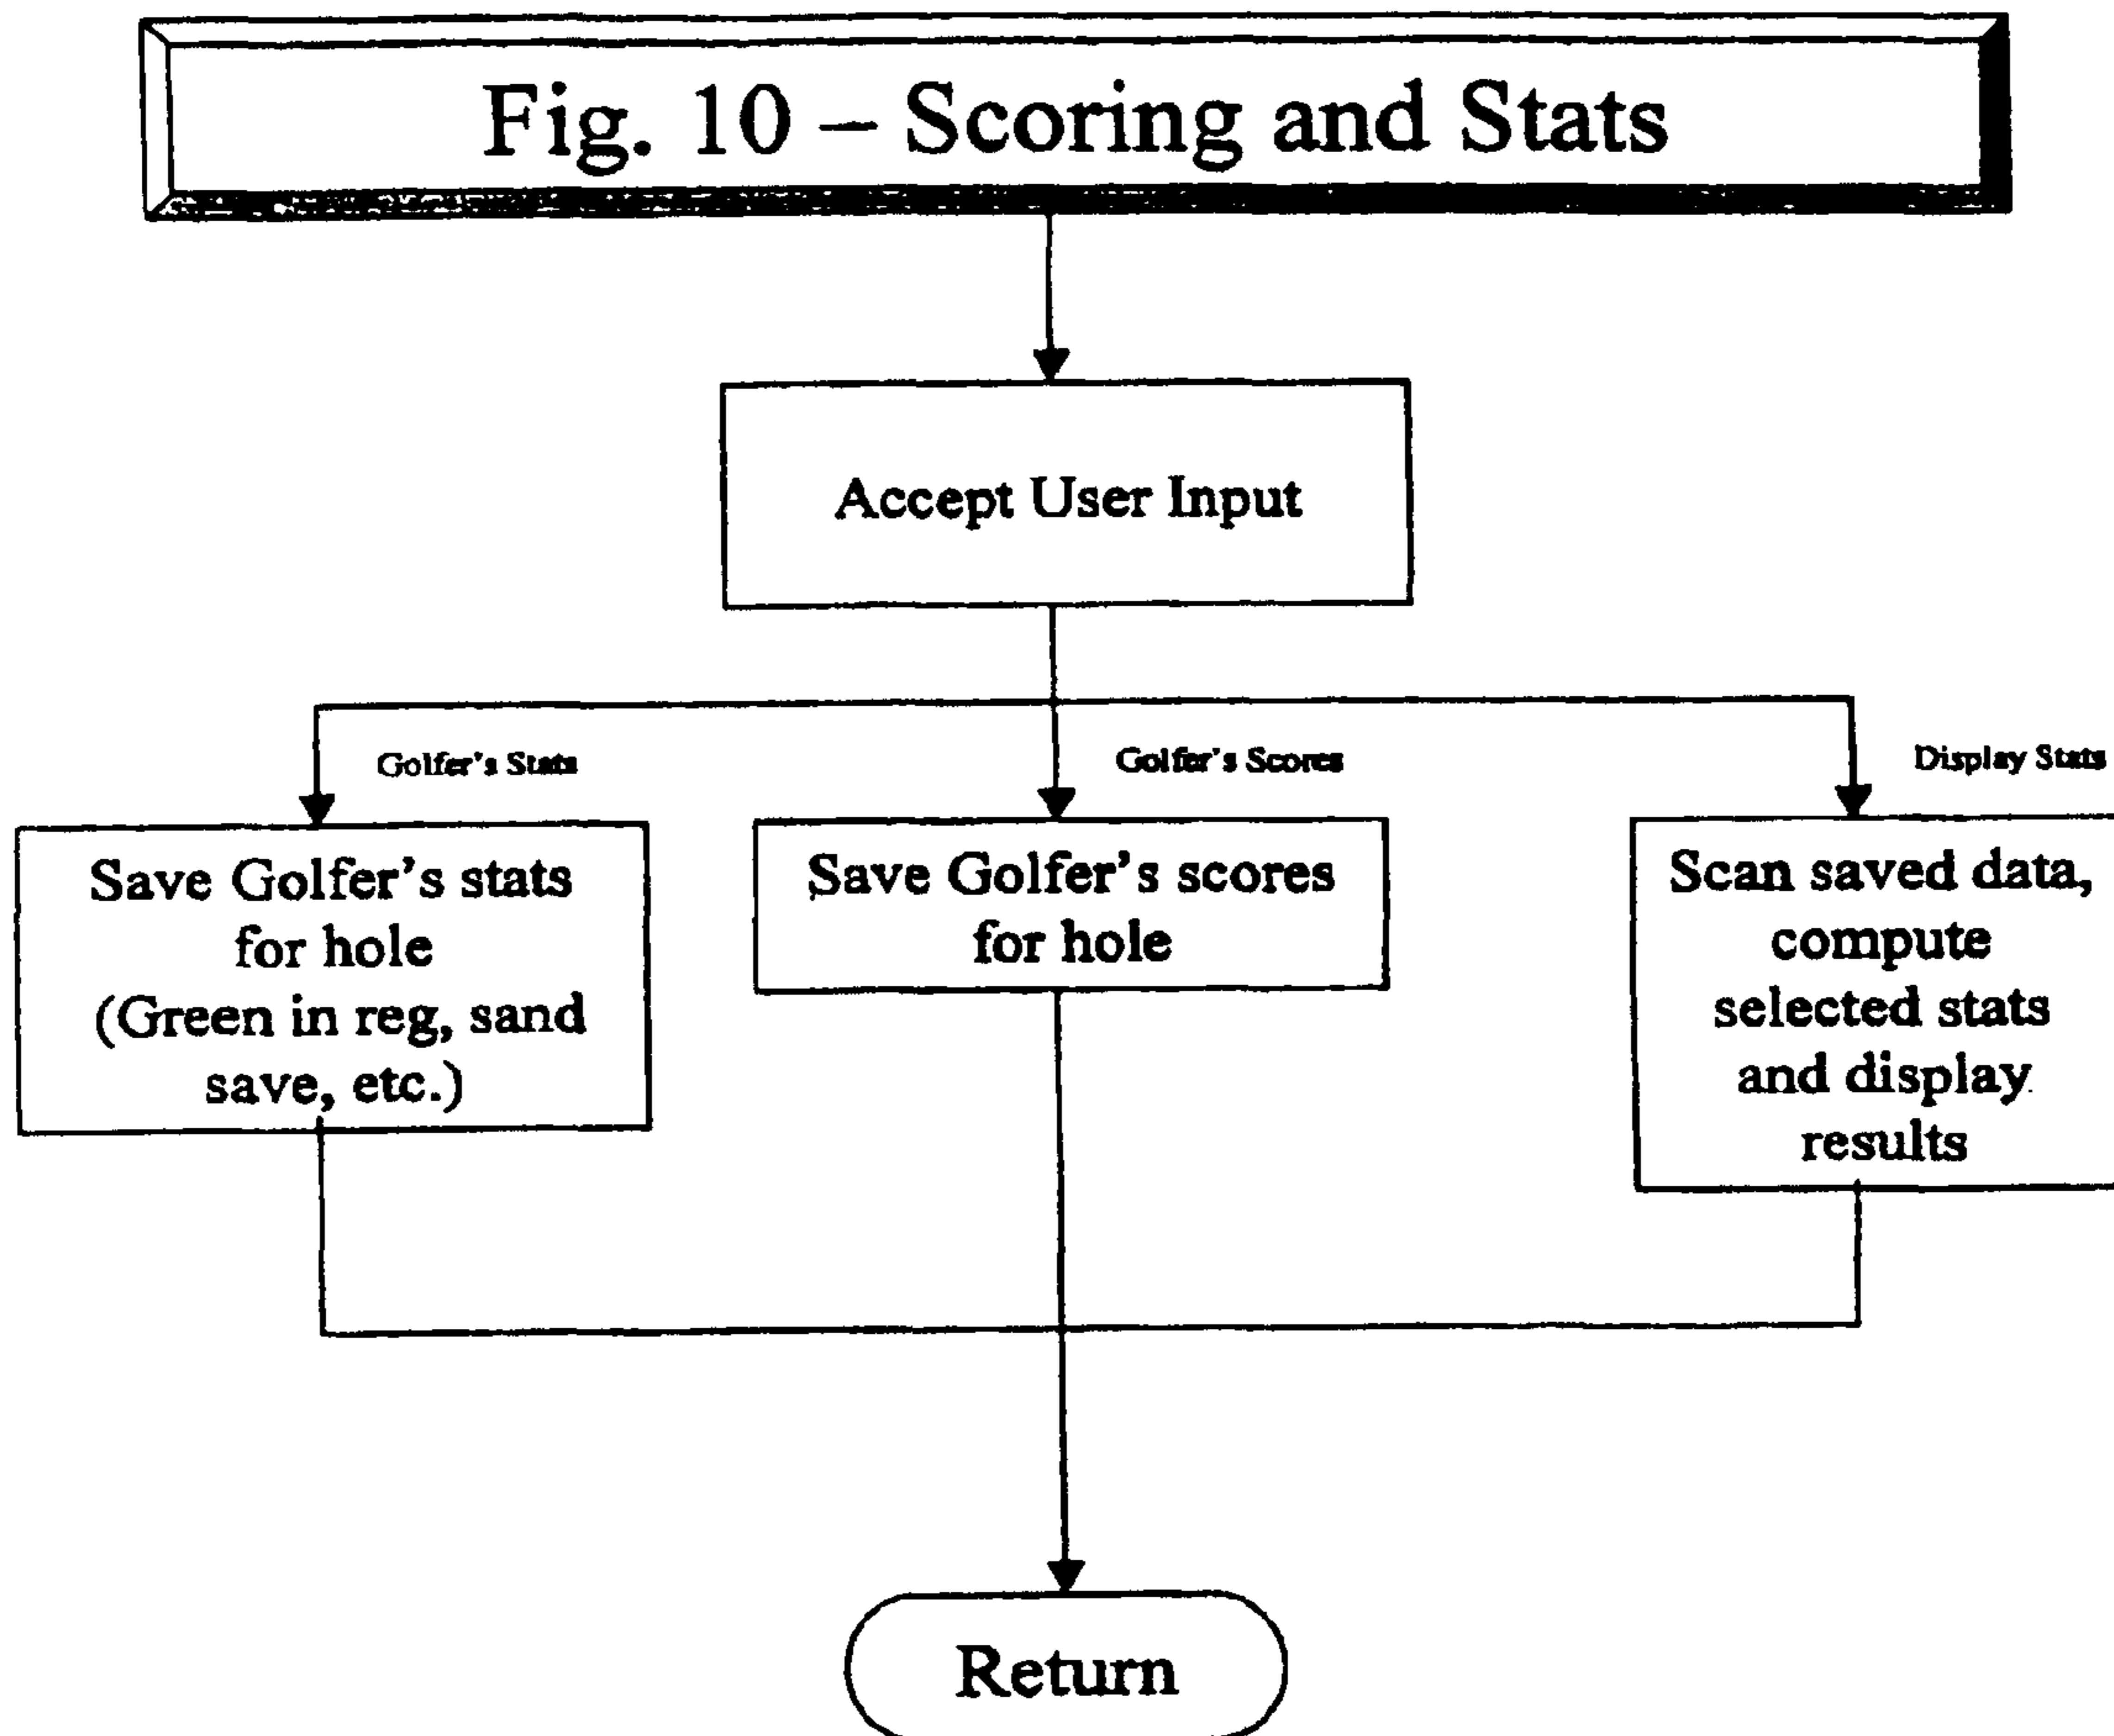 Fig. 10 – Scoring and Stats
Accept User Input
Golfer's Stats
Golfer's Scores
Display Stats
Save Golfer's stats
for hole
(Green in reg, sand
save, etc.)
Save Golfer's scores
for hole
Scan saved data,
compute
selected stats
and display
results
Return